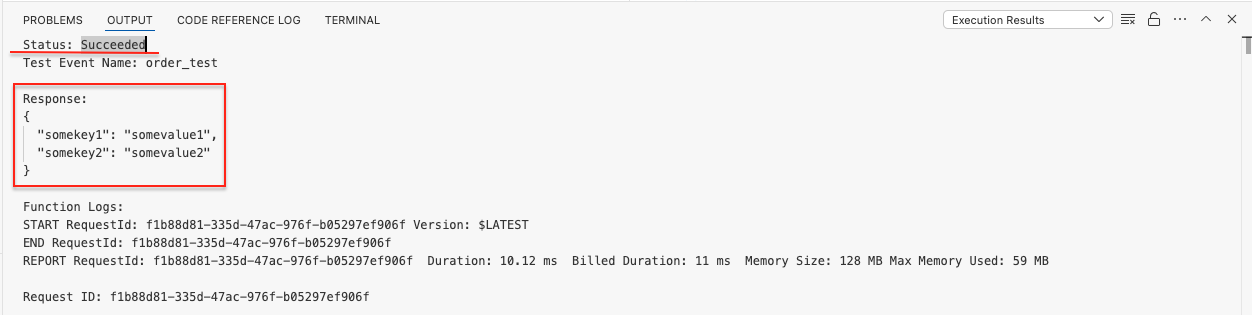 PROBLEMS OUTPUT CODE REFERENCE LOG TERMINAL Execution Results
Status: Succeeded
Test Event Name: order_test
Response:
{
"somekey1": "somevalue1",
"somekey2": "somevalue2"
}
Function Logs:
START RequestId: f1b88d81-335d-47ac-976f-b05297ef906f Version: $LATEST
END RequestId: f1b88d81-335d-47ac-976f-b05297ef906f
REPORT RequestId: f1b88d81-335d-47ac-976f-b05297ef906f Duration: 10.12 ms Billed Duration: 11 ms Memory Size: 128 MB Max Memory Used: 59 MB
Request ID: f1b88d81-335d-47ac-976f-b05297ef906f